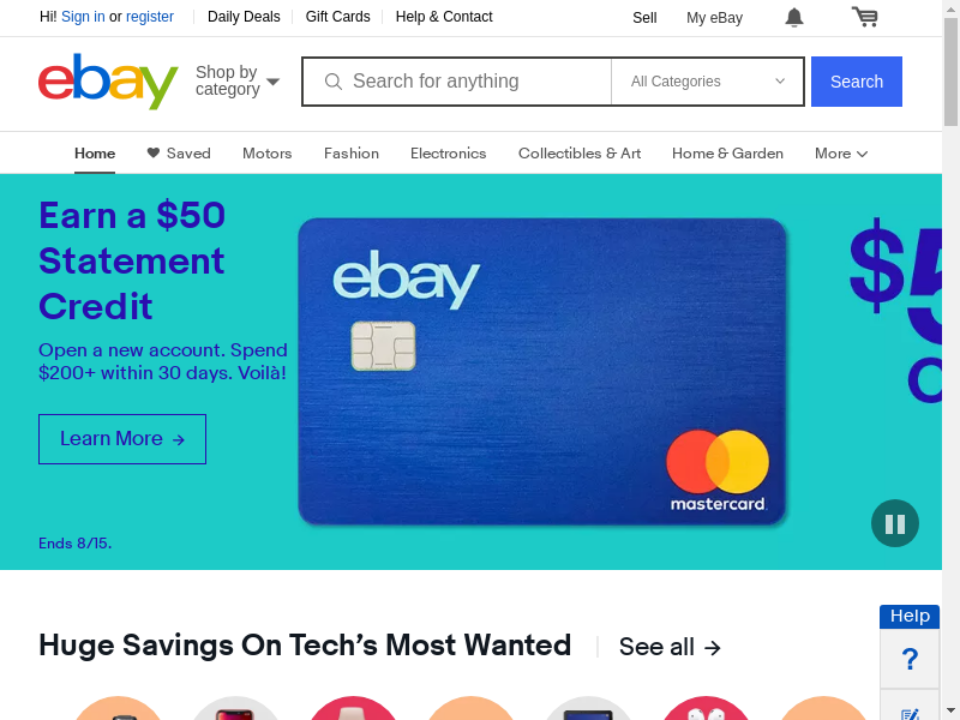 Hi! Sign in or register
Daily Deals
Gift Cards
Help & Contact
Sell
My eBay
ebay
Shop by
category
Search for anything
All Categories
Search
Home
Saved
Motors
Fashion
Electronics
Collectibles & Art
Home & Garden
More
Earn a $50
Statement
Credit
Open a new account. Spend
$200+ within 30 days. Voilà!
Learn More →
Ends 8/15.
ebay
mastercard.
Help
?
Huge Savings On Tech's Most Wanted
See all →